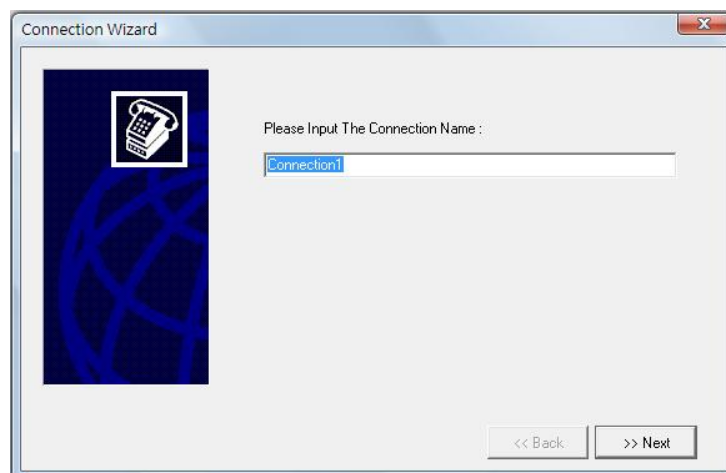 Connection Wizard
Please Input The Connection Name :
Connection1
<< Back
>> Next